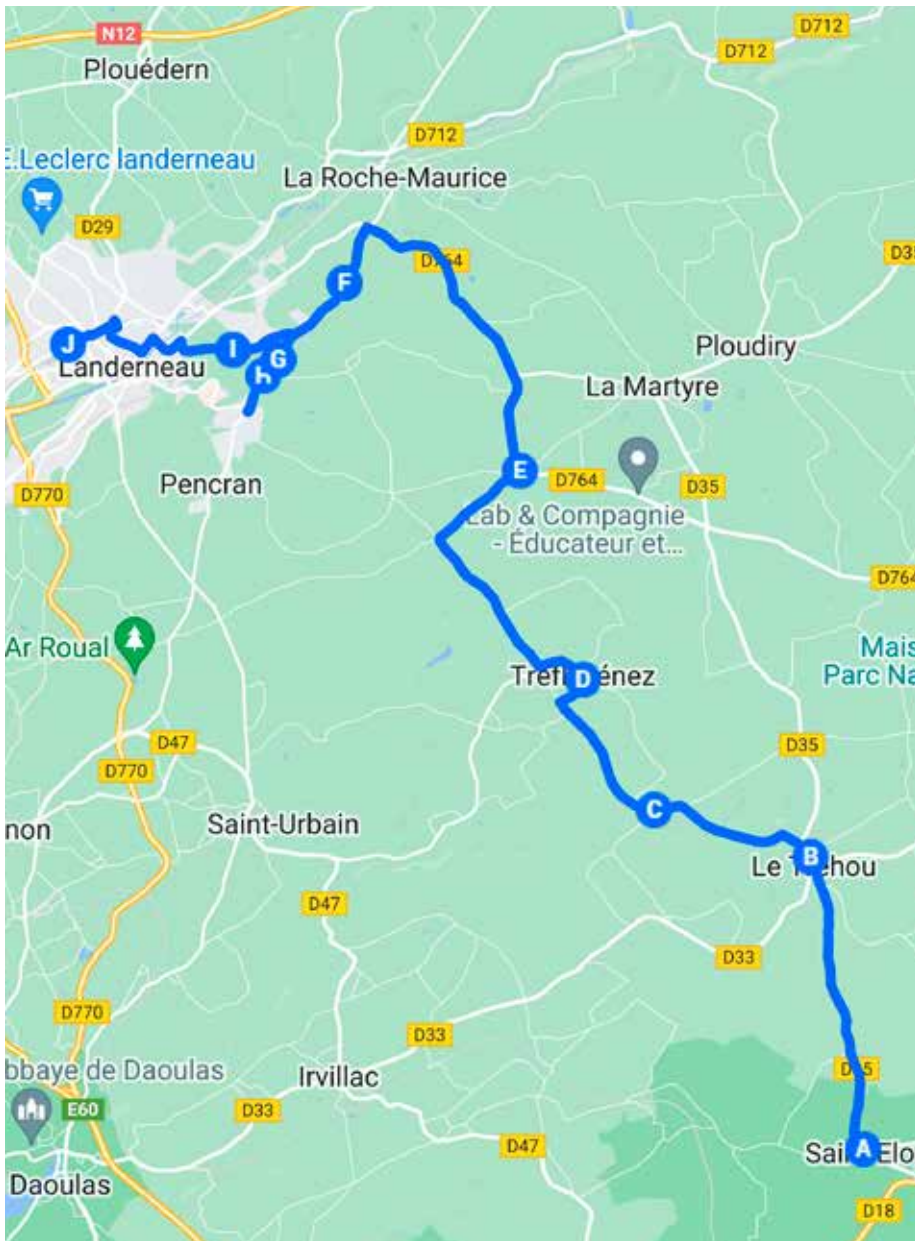 N12
D712
D712
Plouédern
D712
E.Leclerc landerneau
La Roche-Maurice
D29
D35
D764
F
J
I
G
H
Landerneau
Ploudiry
La Martyre
E
D764
D35
Pencran
D770
Lab & Compagnie
- Éducateur et...
D764
Ar Roual
D
Mais
Parc Na
D47
D35
D770
C
non
Saint-Urbain
B
Le Tréhou
D47
D33
D770
D33
bbaye de Daoulas
Irvillac
D33
E60
D47
A
Daoulas
D18